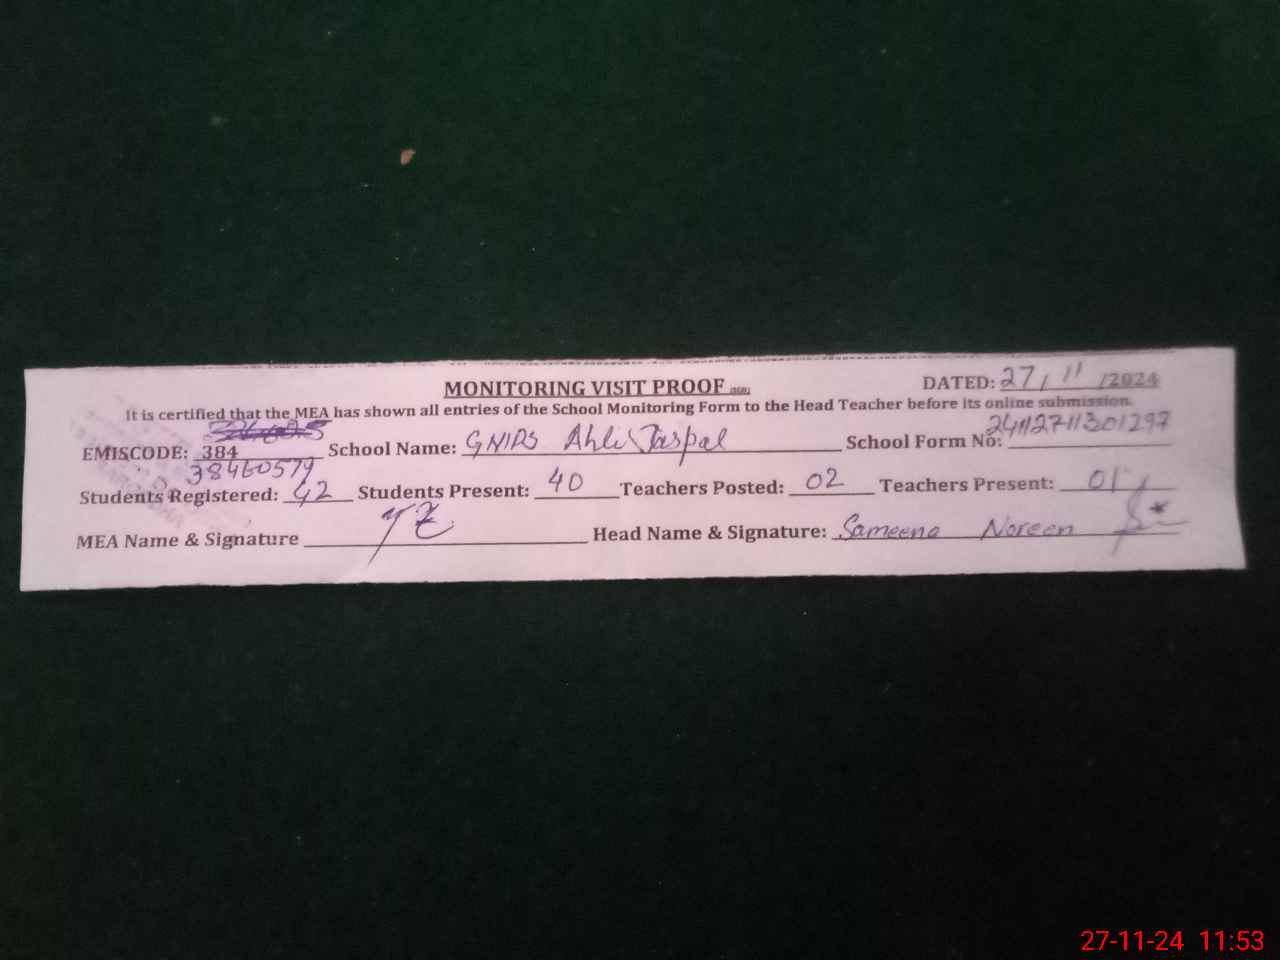 MONITORING VISIT PROOF
DATED: 27/11/2024
It is certified that the MEA has shown all entries of the School Monitoring Form to the Head Teacher before its online submission.
EMISCODE: 384 School Name: GNIPS Ahli Jaspal School Form No: 2411271301297
38460579
Students Registered: 42 Students Present: 40 Teachers Posted: 02 Teachers Present: 01
MEA Name & Signature Head Name & Signature: Sameena Noreen
27-11-24 11:53